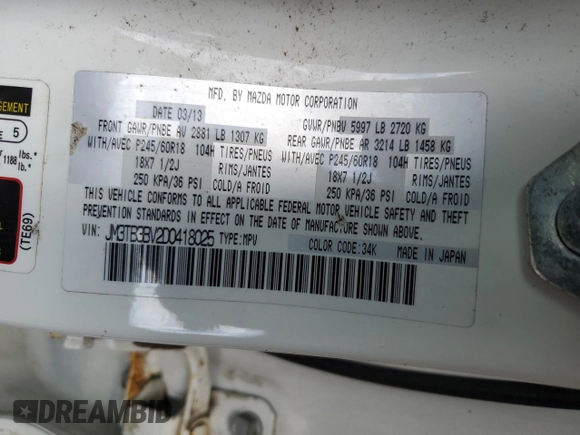 MFD. BY MAZDA MOTOR CORPORATION
DATE 03/13
GVWR/PNBV 5997 LB 2720 KG
FRONT GAWR/PNBE AV 2881 LB 1307 KG
REAR GAWR/PNBE AR 3214 LB 1458 KG
WITH/AVEC P245/60R18 104H TIRES/PNEUS
WITH/AVEC P245/60R18 104H TIRES/PNEUS
18X7 1/2J RIMS/JANTES
18X7 1/2J RIMS/JANTES
250 KPA/36 PSI COLD/A FROID
250 KPA/36 PSI COLD/A FROID
THIS VEHICLE CONFORMS TO ALL APPLICABLE FEDERAL MOTOR VEHICLE SAFETY AND THEFT
PREVENTION STANDARDS IN EFFECT ON THE DATE OF MANUFACTURE SHOWN ABOVE.
VIN: JM3TB3BV2D0418025 TYPE:MPV
COLOR CODE:34K MADE IN JAPAN
5
lbs.*
1188 lb.*
(TE69)
DREAMBID